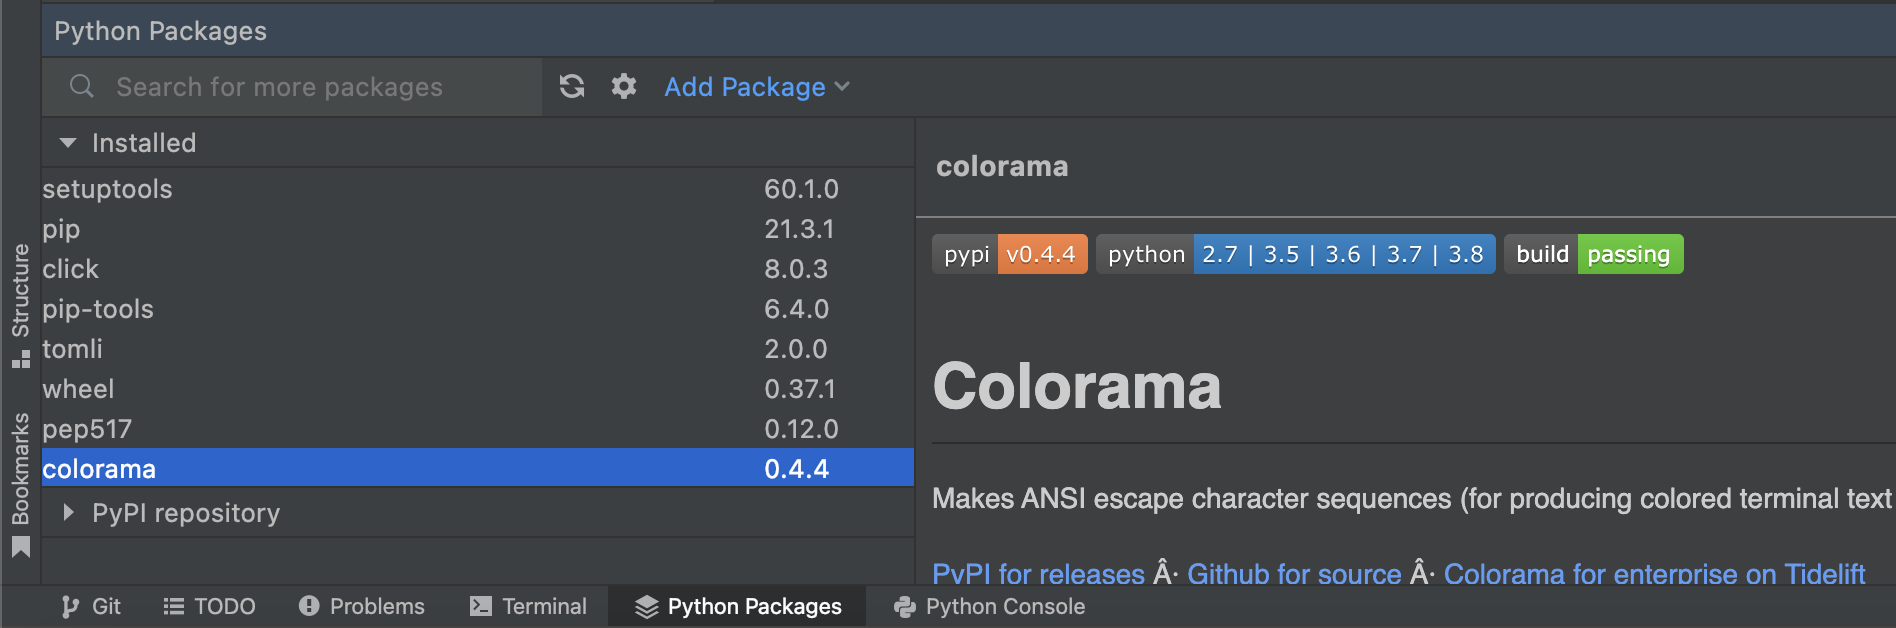 Python Packages
Search for more packages
Add Package
Installed
setuptools 60.1.0
pip 21.3.1
click 8.0.3
pip-tools 6.4.0
tomli 2.0.0
wheel 0.37.1
pep517 0.12.0
colorama 0.4.4
PyPI repository
colorama
pypi v0.4.4 python 2.7 | 3.5 | 3.6 | 3.7 | 3.8 build passing
Colorama
Makes ANSI escape character sequences (for producing colored terminal text
PyPI for releases Â· Github for source Â· Colorama for enterprise on Tidelift
Structure
Bookmarks
Git TODO Problems Terminal Python Packages Python Console